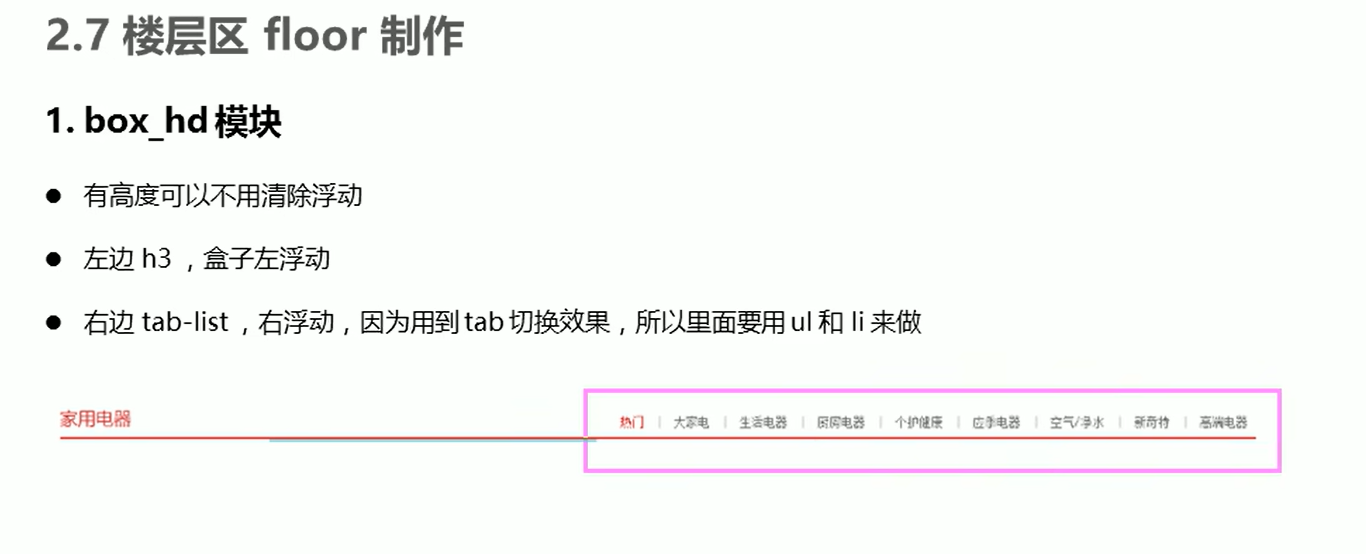 2.7 楼层区 floor 制作
1. box_hd 模块
● 有高度可以不用清除浮动
● 左边 h3 ，盒子左浮动
● 右边 tab-list ，右浮动，因为用到 tab 切换效果，所以里面要用 ul 和 li 来做
家用电器 热门 | 大家电 | 生活电器 | 厨房电器 | 个护健康 | 应季电器 | 空气/净水 | 新奇特 | 高端电器